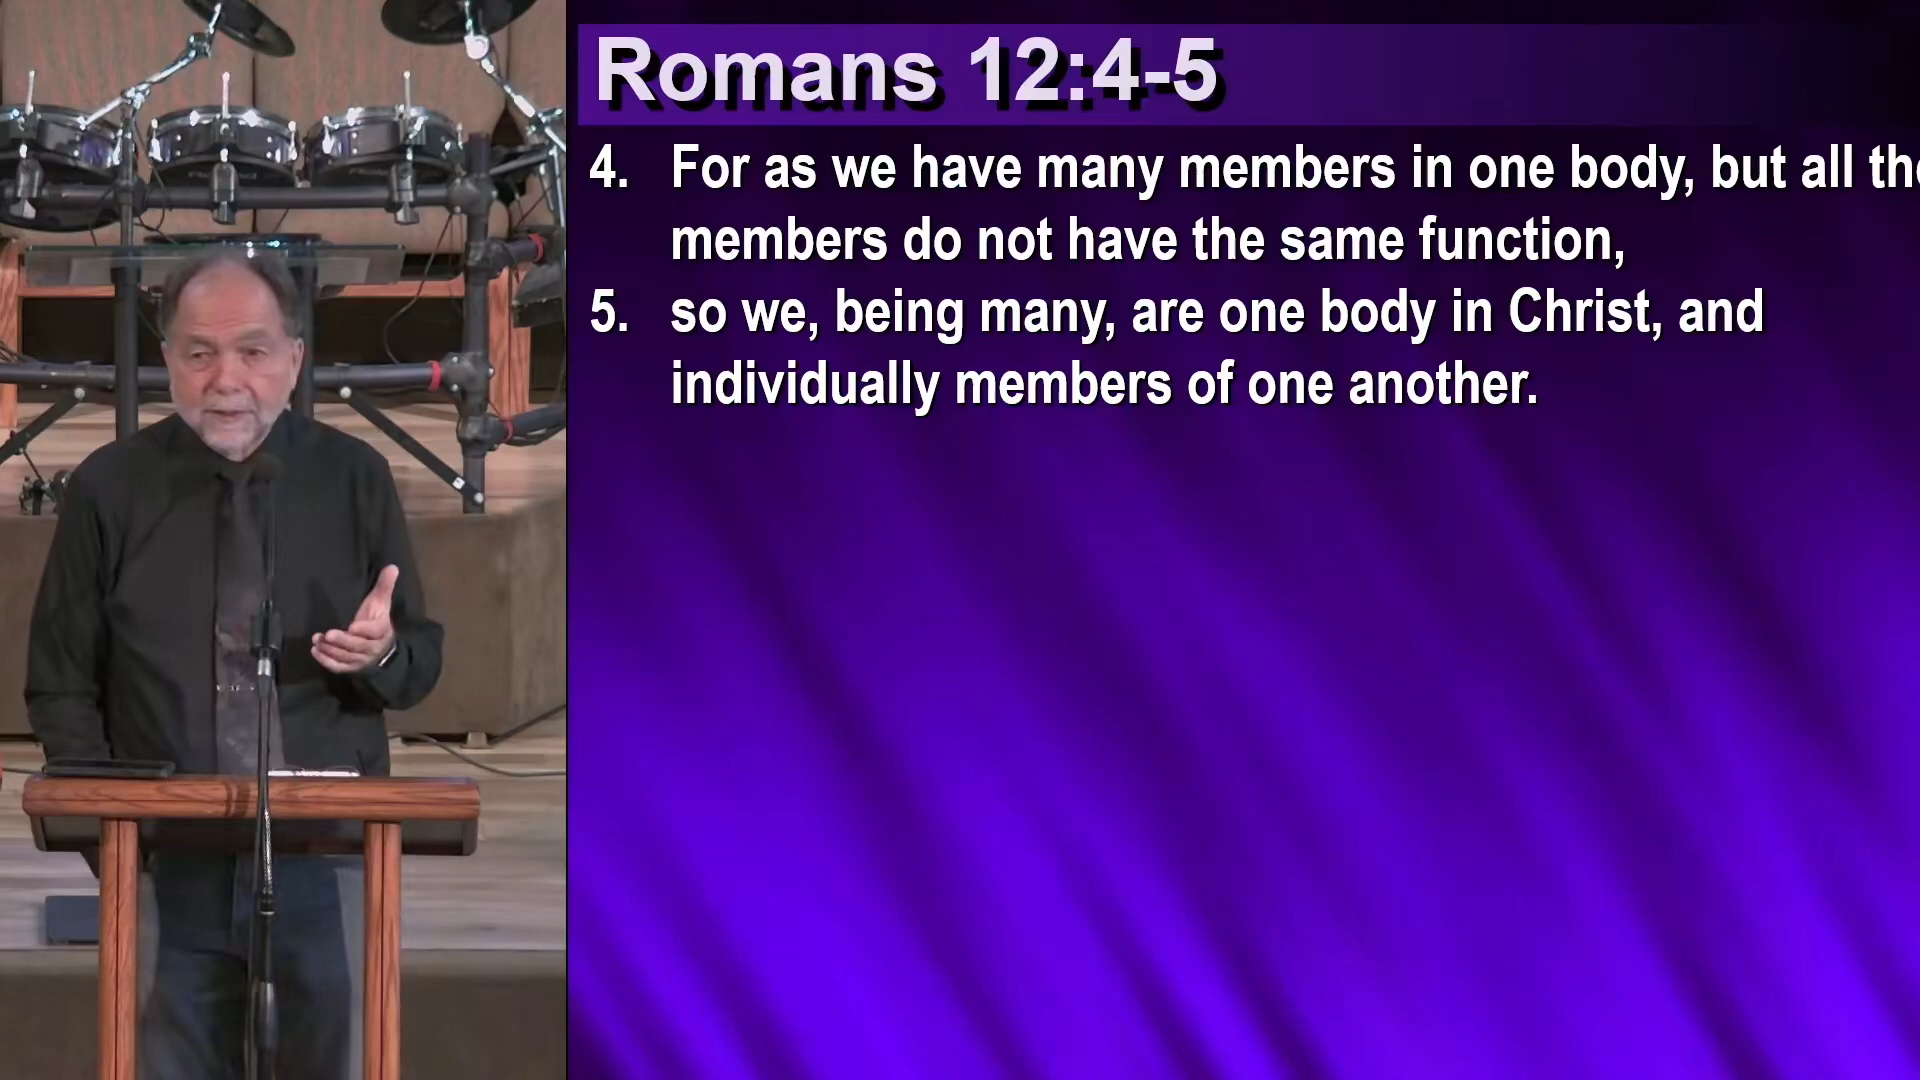 Romans 12:4-5
4. For as we have many members in one body, but all the
members do not have the same function,
5. so we, being many, are one body in Christ, and
individually members of one another.